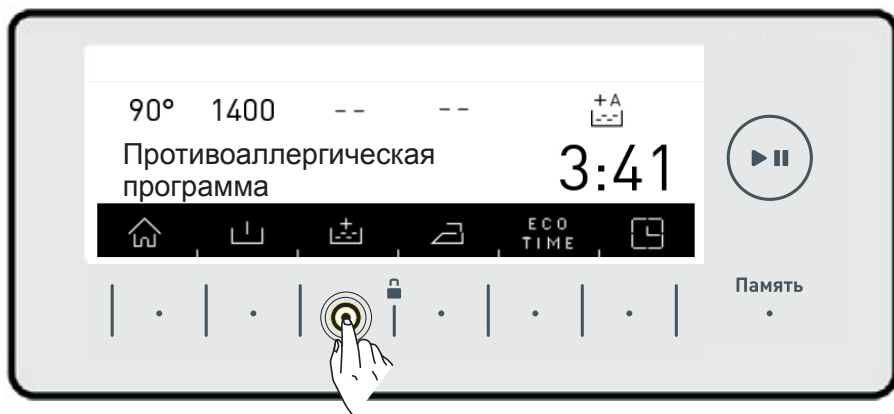 90° 1400 -- --
+A
Противоаллергическая
программа
3:41
ECO
TIME
Память